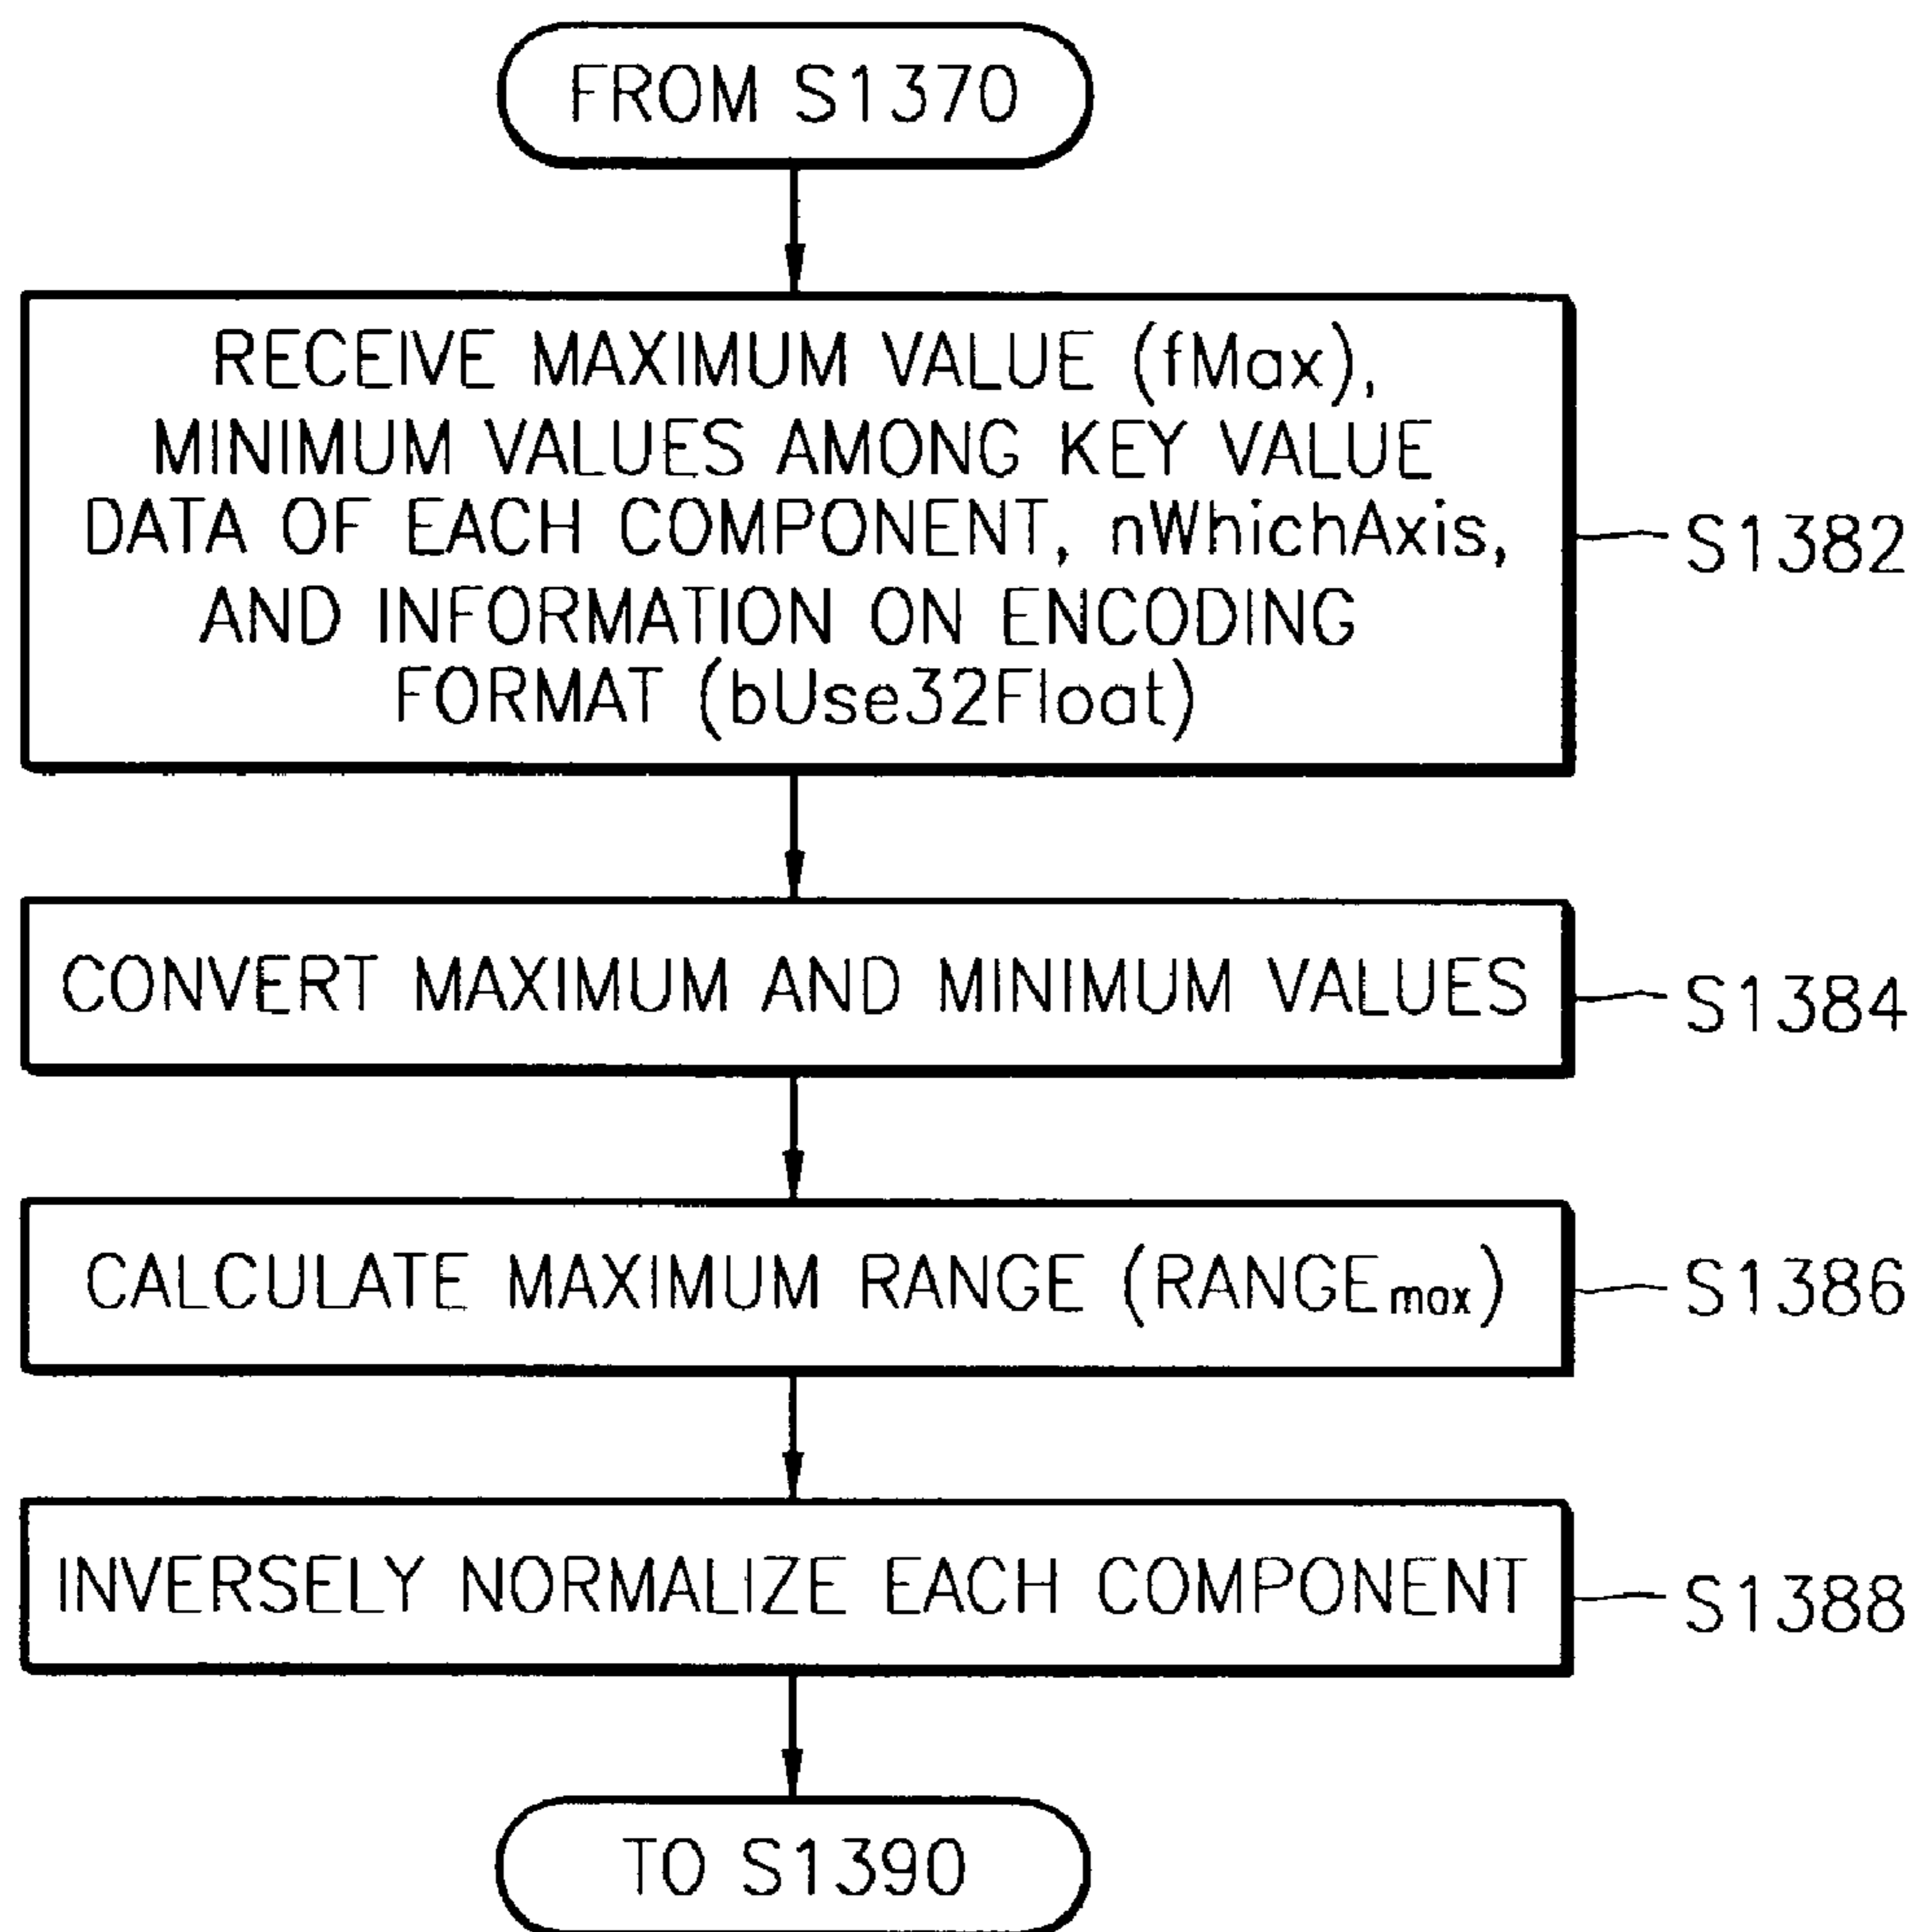 FROM S1370
RECEIVE MAXIMUM VALUE (fMax),
MINIMUM VALUES AMONG KEY VALUE
DATA OF EACH COMPONENT, nWhichAxis,
AND INFORMATION ON ENCODING
FORMAT (bUse32Float)
S1382
CONVERT MAXIMUM AND MINIMUM VALUES
S1384
CALCULATE MAXIMUM RANGE (RANGEmax)
S1386
INVERSELY NORMALIZE EACH COMPONENT
S1388
TO S1390